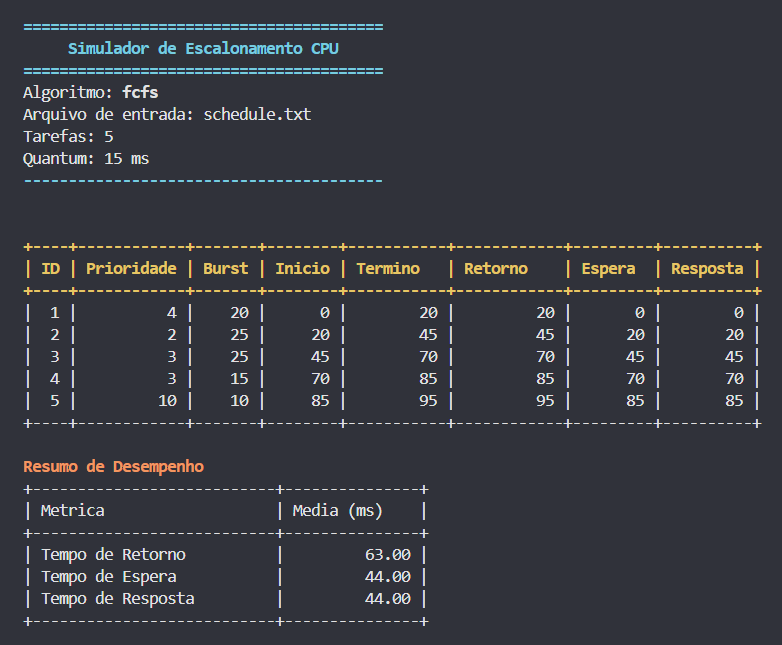 ========================================
     Simulador de Escalonamento CPU
========================================
Algoritmo: fcfs
Arquivo de entrada: schedule.txt
Tarefas: 5
Quantum: 15 ms
----------------------------------------
+----+------------+-------+--------+-----------+------------+---------+----------+
| ID | Prioridade | Burst | Inicio | Termino   | Retorno    | Espera  | Resposta |
+----+------------+-------+--------+-----------+------------+---------+----------+
|  1 |          4 |    20 |      0 |        20 |         20 |       0 |        0 |
|  2 |          2 |    25 |     20 |        45 |         45 |      20 |       20 |
|  3 |          3 |    25 |     45 |        70 |         70 |      45 |       45 |
|  4 |          3 |    15 |     70 |        85 |         85 |      70 |       70 |
|  5 |         10 |    10 |     85 |        95 |         95 |      85 |       85 |
+----+------------+-------+--------+-----------+------------+---------+----------+
Resumo de Desempenho
+---------------------------+---------------+
| Metrica                   | Media (ms)    |
+---------------------------+---------------+
| Tempo de Retorno          |         63.00 |
| Tempo de Espera           |         44.00 |
| Tempo de Resposta         |         44.00 |
+---------------------------+---------------+